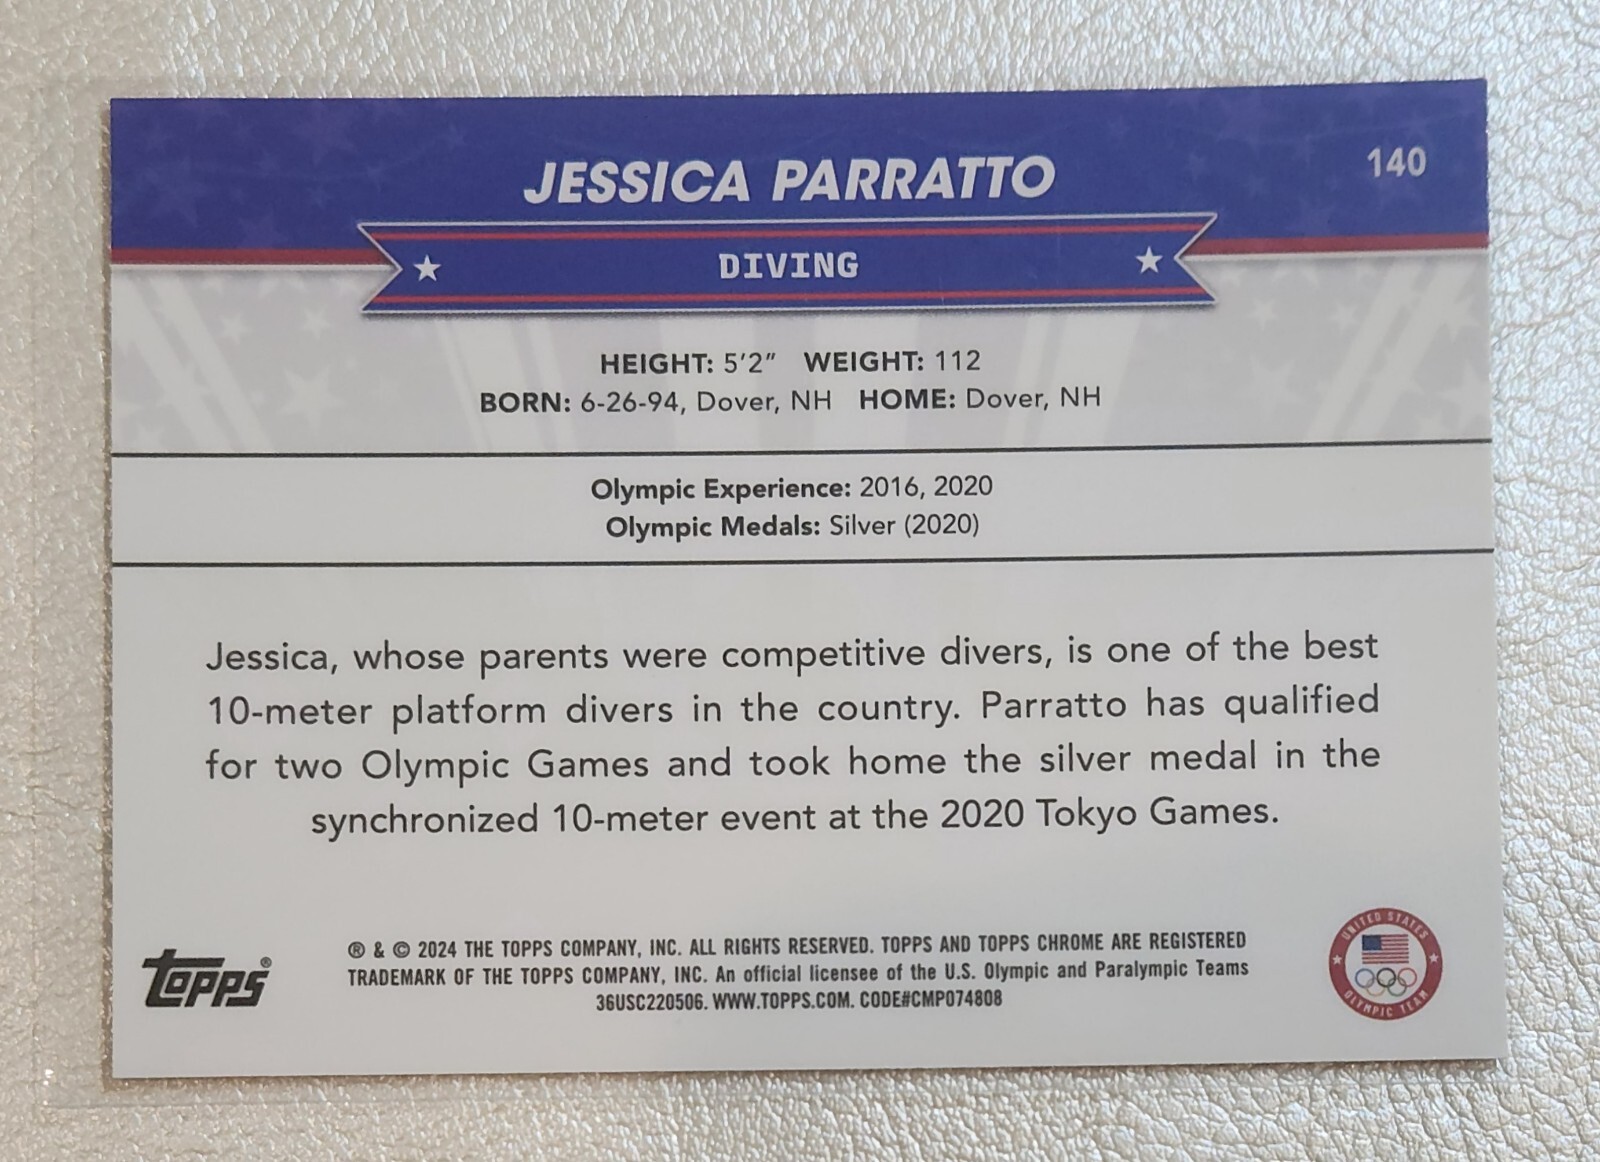 JESSICA PARRATTO
140
DIVING
HEIGHT: 5'2" WEIGHT: 112
BORN: 6-26-94, Dover, NH HOME: Dover, NH
Olympic Experience: 2016, 2020
Olympic Medals: Silver (2020)
Jessica, whose parents were competitive divers, is one of the best
10-meter platform divers in the country. Parratto has qualified
for two Olympic Games and took home the silver medal in the
synchronized 10-meter event at the 2020 Tokyo Games.
TOPPS®
® & © 2024 THE TOPPS COMPANY, INC. ALL RIGHTS RESERVED. TOPPS AND TOPPS CHROME ARE REGISTERED
TRADEMARK OF THE TOPPS COMPANY, INC. An official licensee of the U.S. Olympic and Paralympic Teams
36USC220506. WWW.TOPPS.COM. CODE#CMP074808
UNITED STATES
OLYMPIC TEAM